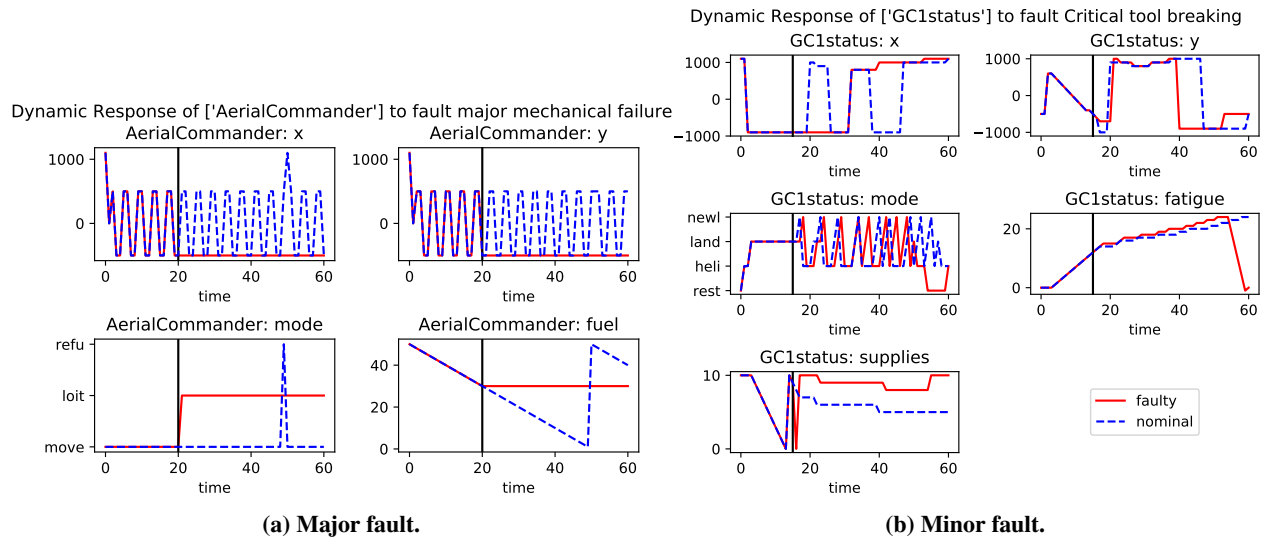 Dynamic Response of ['AerialCommander'] to fault major mechanical failure
AerialCommander: x
AerialCommander: y
1000
0
0 20 40 60
time
0 20 40 60
time
AerialCommander: mode
AerialCommander: fuel
refu
loit
move
40
20
0
0 20 40 60
time
0 20 40 60
time
(a) Major fault.
Dynamic Response of ['GC1status'] to fault Critical tool breaking
GC1status: x
GC1status: y
1000
0
−1000
1000
0
−1000
0 20 40 60
0 20 40 60
time
GC1status: mode
GC1status: fatigue
newl
land
heli
rest
20
0
0 20 40 60
0 20 40 60
time
GC1status: supplies
10
0
0 20 40 60
time
faulty
nominal
(b) Minor fault.